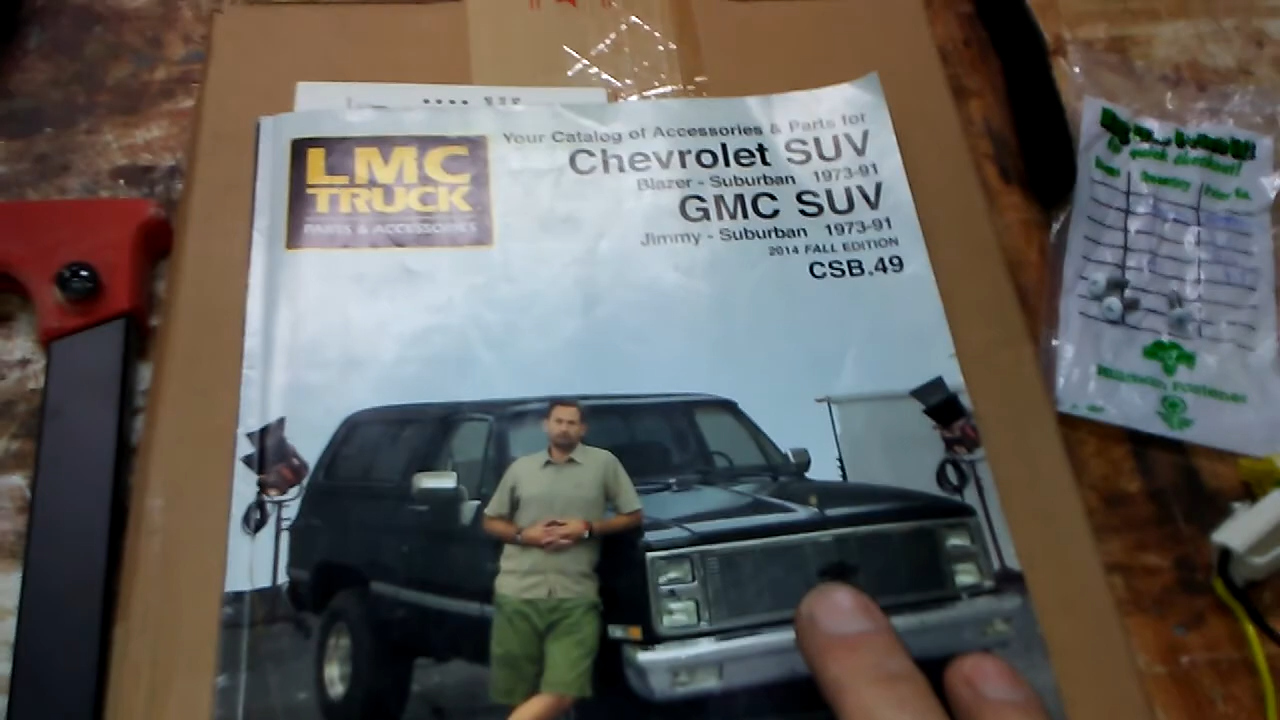 LMC
TRUCK
PARTS & ACCESSORIES
Your Catalog of Accessories & Parts for
Chevrolet SUV
Blazer - Suburban 1973-91
GMC SUV
Jimmy - Suburban 1973-91
2014 FALL EDITION
CSB.49
Quantity